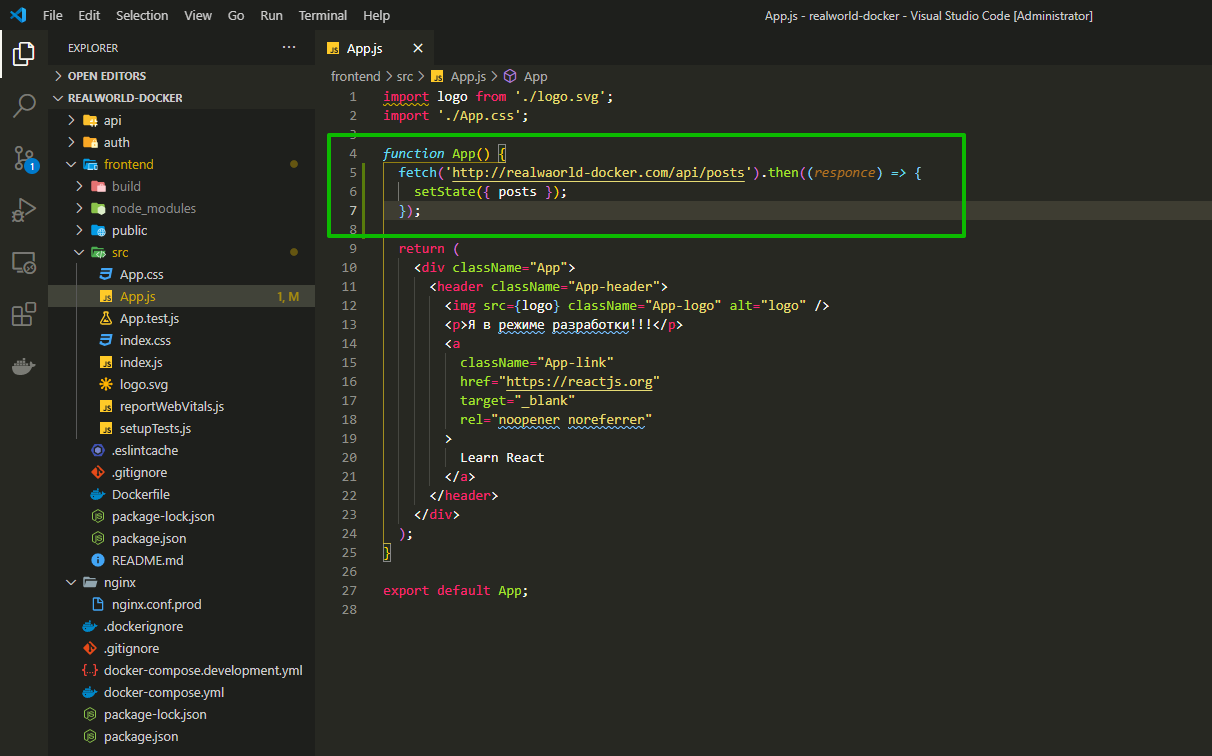 File Edit Selection View Go Run Terminal Help
App.js - realworld-docker - Visual Studio Code [Administrator]
EXPLORER ...
OPEN EDITORS
REALWORLD-DOCKER
api
auth
frontend
build
node_modules
public
src
App.css
App.js 1, M
App.test.js
index.css
index.js
logo.svg
reportWebVitals.js
setupTests.js
.eslintcache
.gitignore
Dockerfile
package-lock.json
package.json
README.md
nginx
nginx.conf.prod
.dockerignore
.gitignore
docker-compose.development.yml
docker-compose.yml
package-lock.json
package.json
1
JS App.js
frontend > src > JS App.js > App
1 import logo from './logo.svg';
2 import './App.css';
3
4 function App() {
5 fetch('http://realwaorld-docker.com/api/posts').then((responce) => {
6 setState({ posts });
7 });
8
9 return (
10 <div className="App">
11 <header className="App-header">
12 <img src={logo} className="App-logo" alt="logo" />
13 <p>Я в режиме разработки!!!</p>
14 <a
15 className="App-link"
16 href="https://reactjs.org"
17 target="_blank"
18 rel="noopener noreferrer"
19 >
20 Learn React
21 </a>
22 </header>
23 </div>
24 );
25 }
26
27 export default App;
28